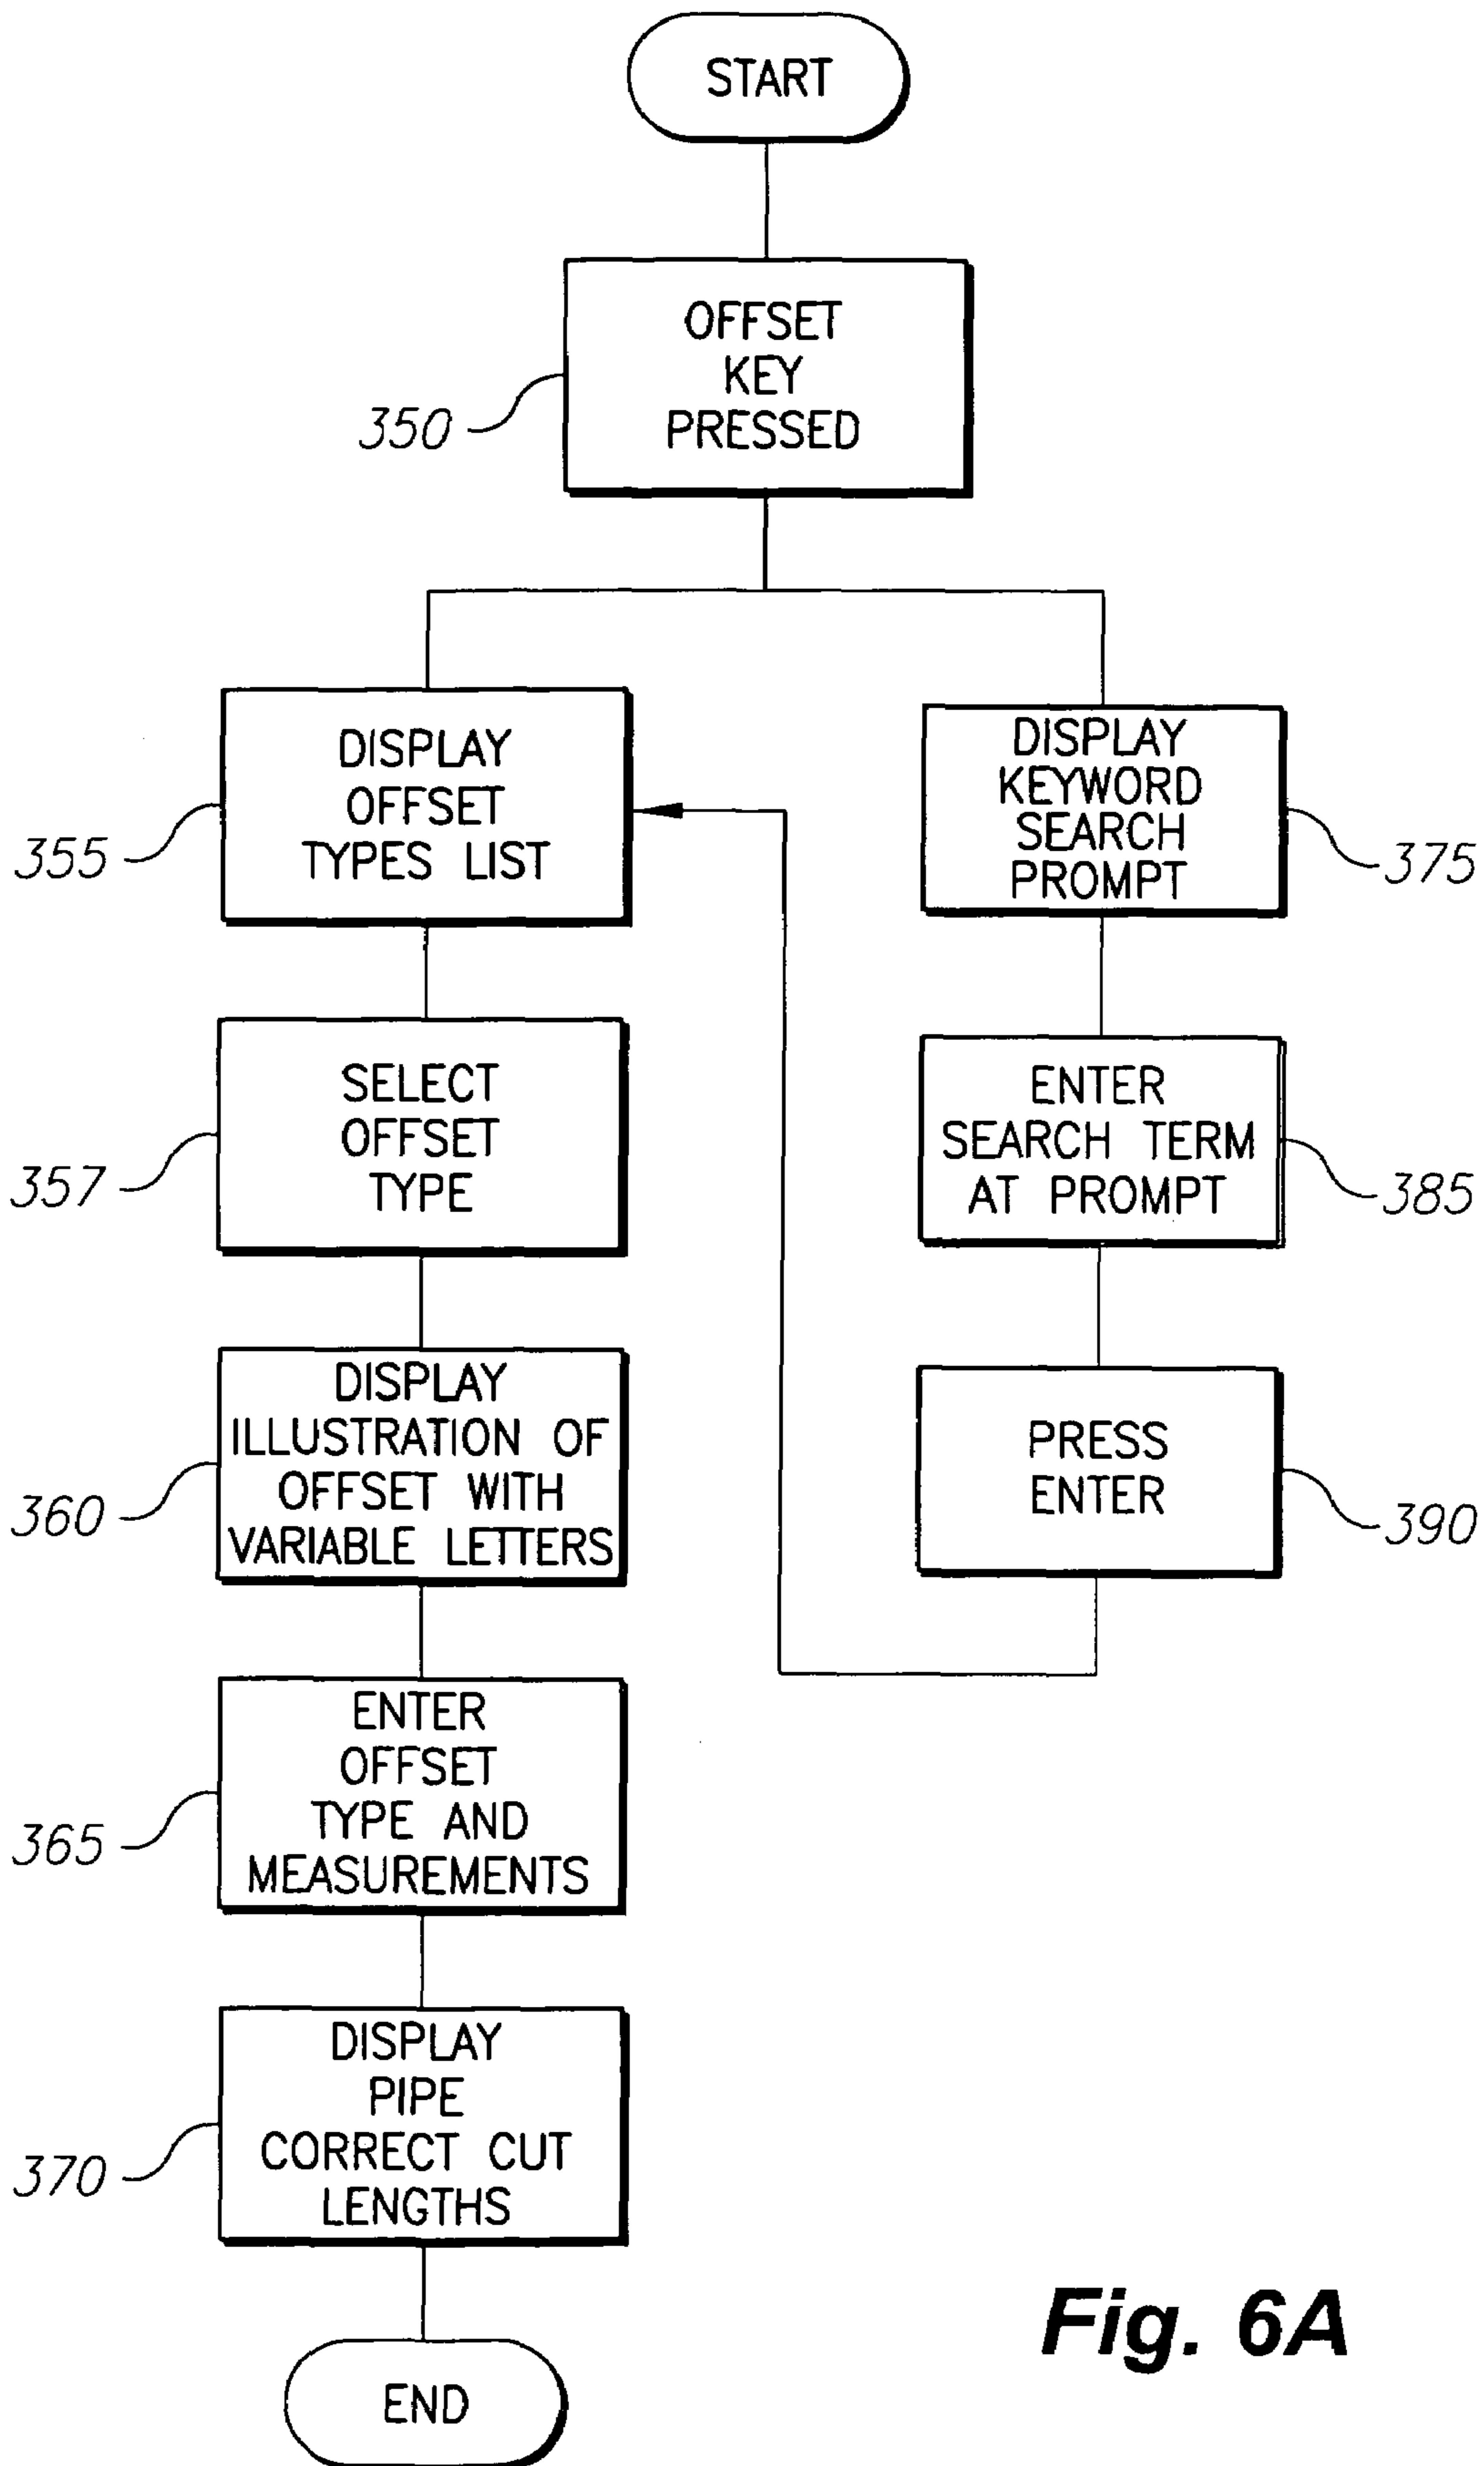 START
OFFSET
KEY
PRESSED
350
DISPLAY
OFFSET
TYPES LIST
355
DISPLAY
KEYWORD
SEARCH
PROMPT
375
SELECT
OFFSET
TYPE
357
ENTER
SEARCH TERM
AT PROMPT
385
DISPLAY
ILLUSTRATION OF
OFFSET WITH
VARIABLE LETTERS
360
PRESS
ENTER
390
ENTER
OFFSET
TYPE AND
MEASUREMENTS
365
DISPLAY
PIPE
CORRECT CUT
LENGTHS
370
END
Fig. 6A